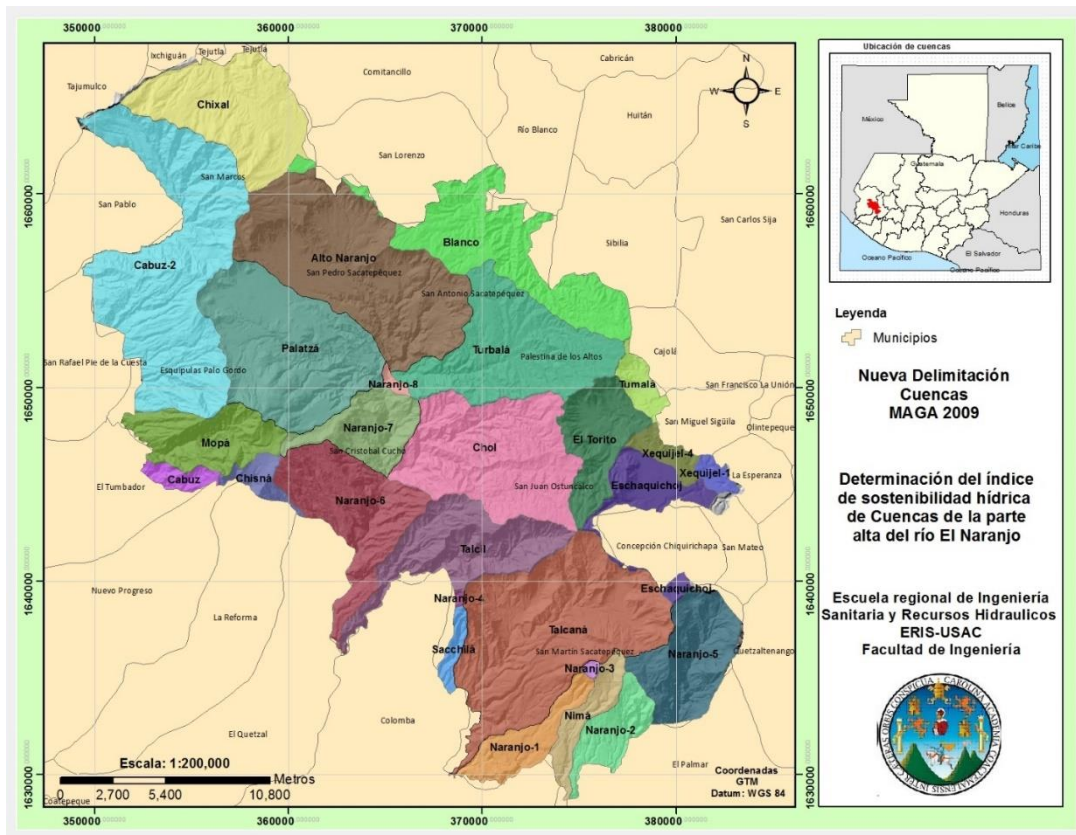 350000
360000
370000
380000
Ixchiguán
Tejutla
Tejutla
Cabricán
Tajumulco
Comitancillo
N
W
E
S
Chixal
Huitán
Río Blanco
San Lorenzo
San Marcos
1660000
1660000
San Pablo
San Carlos Sija
Blanco
Sibilia
Alto Naranjo
Cabuz-2
San Pedro Sacatepéquez
San Antonio Sacatepéquez
Palatzá
Turbalá
Palestina de los Altos
Cajolá
San Rafael Pie de la Cuesta
Esquipulas Palo Gordo
Naranjo-8
Tumalá
San Francisco La Unión
1650000
1650000
Naranjo-7
San Miguel Sigüila
Olintepeque
Mopá
Chol
El Torito
San Cristobal Cucho
Xequijel-4
Cabuz
Chisná
Xequijel-1
La Esperanza
El Tumbador
San Juan Ostuncalco
Eschaquichoj
Naranjo-6
Talcil
Concepción Chiquirichapa
San Mateo
1640000
1640000
Nuevo Progreso
Naranjo-4
Eschaquichoj
La Reforma
Talcaná
Sacchilá
San Martín Sacatepéquez
Naranjo-5
Quetzaltenango
Naranjo-3
Colomba
Nimá
Naranjo-2
El Quetzal
Naranjo-1
El Palmar
Escala: 1:200,000
Metros
0
2,700
5,400
10,800
Coatepeque
Coordenadas
GTM
Datum: WGS 84
1630000
1630000
350000
360000
370000
380000
Ubicación de cuencas
México
Belice
Mar Caribe
Guatemala
Honduras
El Salvador
Oceano Pacífico
Oceano Pacífico
Leyenda
Municipios
Nueva Delimitación
Cuencas
MAGA 2009
Determinación del índice
de sostenibilidad hídrica
de Cuencas de la parte
alta del río El Naranjo
Escuela regional de Ingeniería
Sanitaria y Recursos Hidraulicos
ERIS-USAC
Facultad de Ingeniería